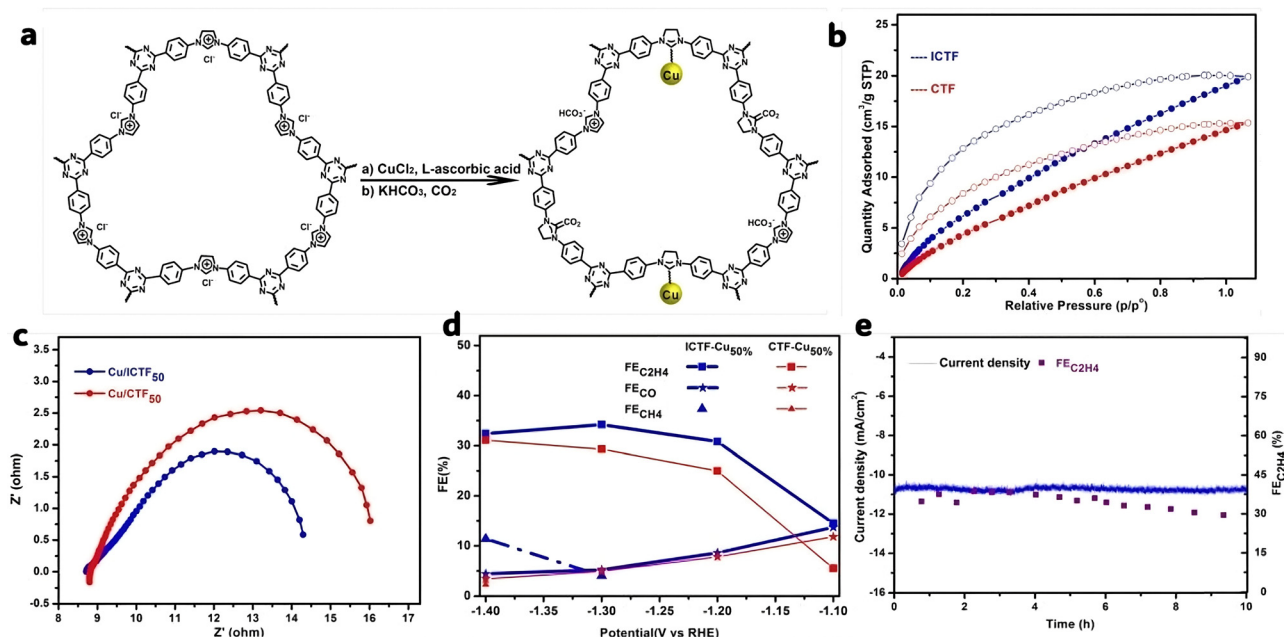 a
Cl-
Cl-
Cl-
Cl-
Cl-
Cl-
a) CuCl2, L-ascorbic acid
b) KHCO3, CO2
Cu
HCO3-
CO2
CO2
HCO3-
Cu
b
ICTF
CTF
Quantity Adsorbed (cm3/g STP)
25
20
15
10
5
0
0.0
0.2
0.4
0.6
0.8
1.0
Relative Pressure (p/po)
c
Cu/ICTF50
Cu/CTF50
Z' (ohm)
3.5
3.0
2.5
2.0
1.5
1.0
0.5
0.0
-0.5
8
9
10
11
12
13
14
15
16
17
Z' (ohm)
d
ICTF-Cu50% CTF-Cu50%
FEC2H4
FECO
FECH4
FE(%)
50
40
30
20
10
0
-1.40
-1.35
-1.30
-1.25
-1.20
-1.15
-1.10
Potential(V vs RHE)
e
Current density FEC2H4
Current density (mA/cm2)
-4
-6
-8
-10
-12
-14
-16
0
2
4
6
8
10
Time (h)
90
75
60
45
30
15
0
FEC2H4 (%)